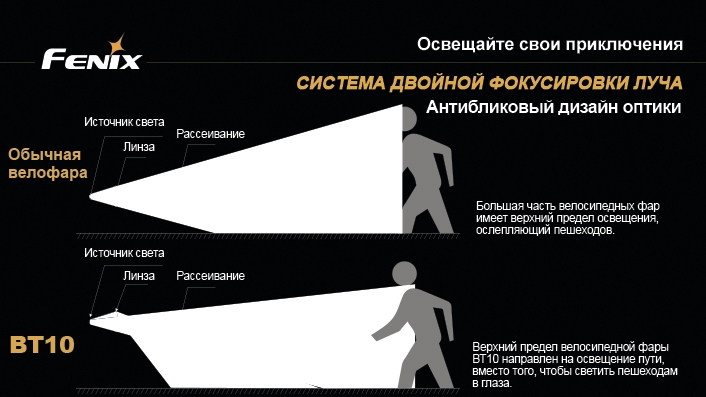 FENIX
Освещайте свои приключения
СИСТЕМА ДВОЙНОЙ ФОКУСИРОВКИ ЛУЧА
Антибликовый дизайн оптики
Источник света
Линза
Рассеивание
Обычная
велофара
Большая часть велосипедных фар
имеет верхний предел освещения,
ослепляющий пешеходов.
Источник света
Линза
Рассеивание
BT10
Верхний предел велосипедной фары
BT10 направлен на освещение пути,
вместо того, чтобы светить пешеходам
в глаза.